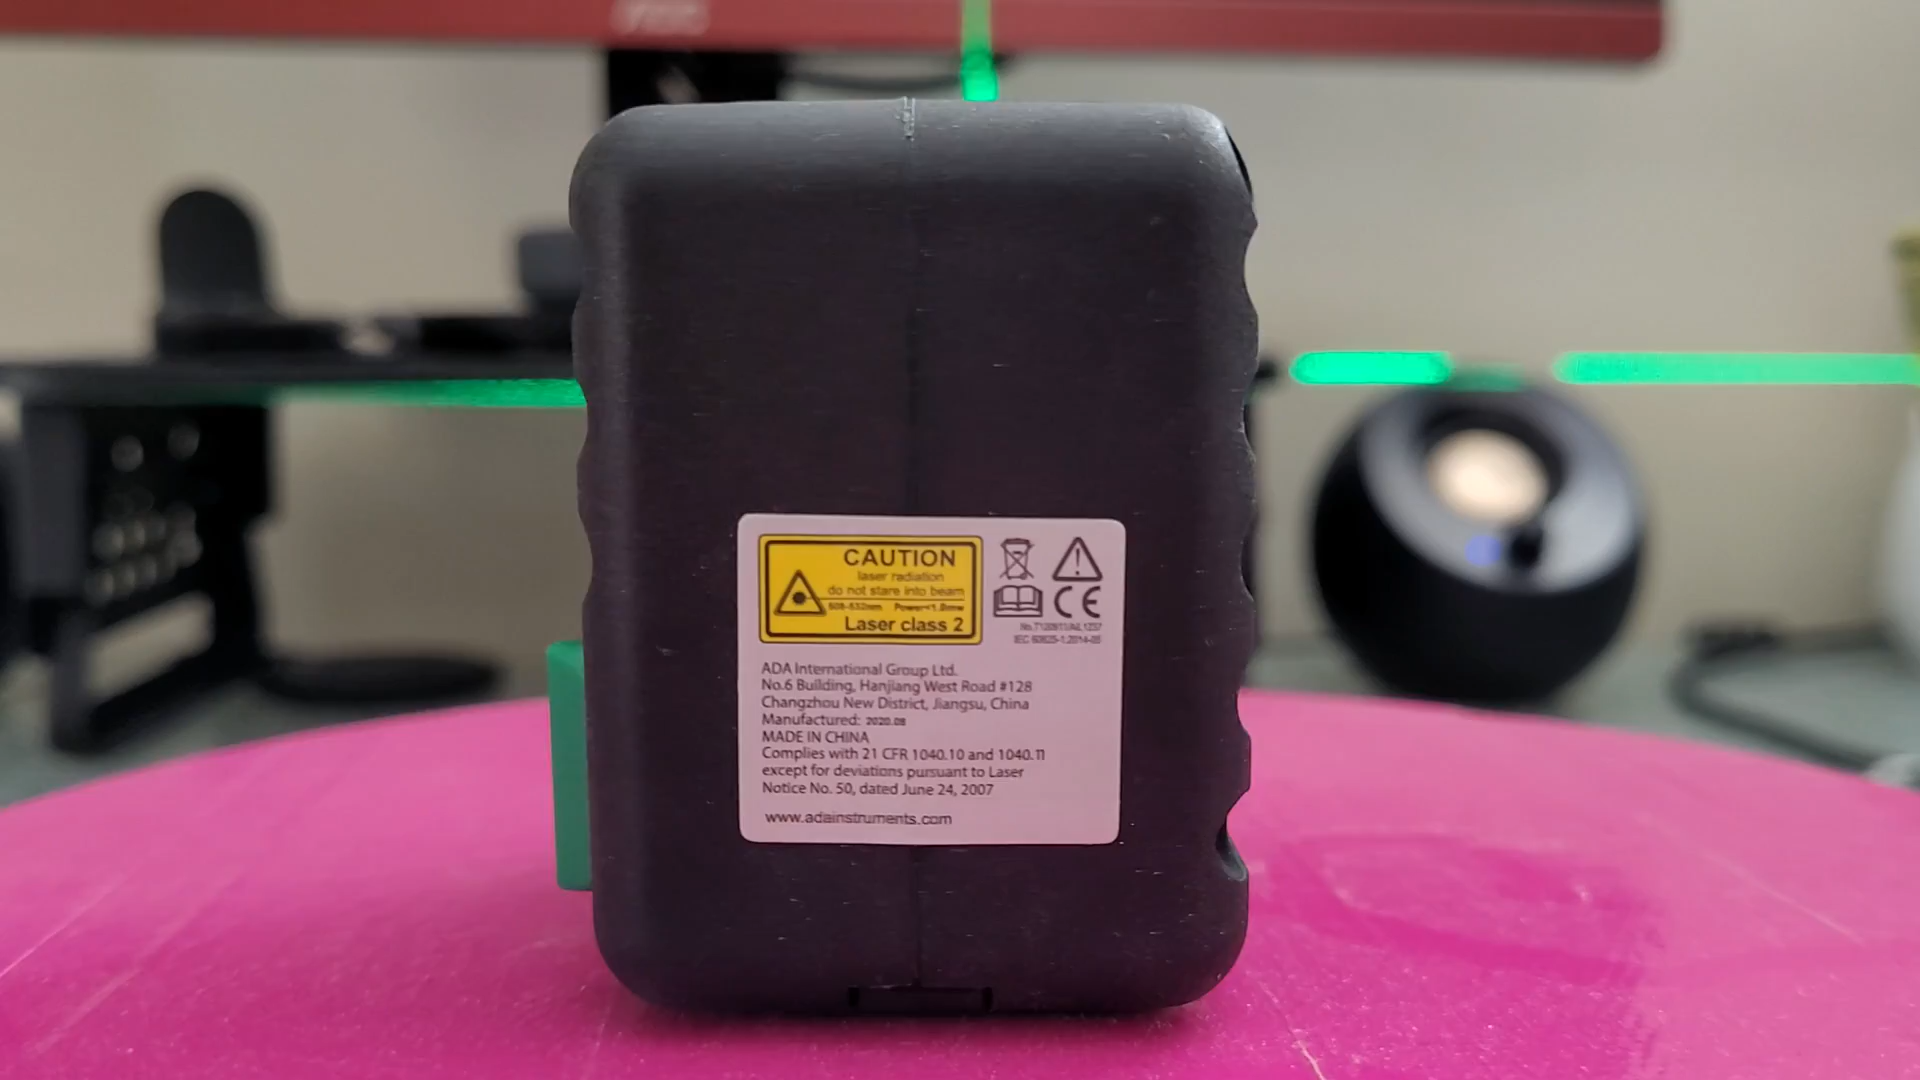 CAUTION
laser radiation
do not stare into beam
Laser class 2
CE
ADA International Group Ltd.
No.6 Building, Hanjiang West Road #128
Changzhou New District, Jiangsu, China
Manufactured: 2020.08
MADE IN CHINA
Complies with 21 CFR 1040.10 and 1040.11
except for deviations pursuant to Laser
Notice No. 50, dated June 24, 2007
www.adainstruments.com